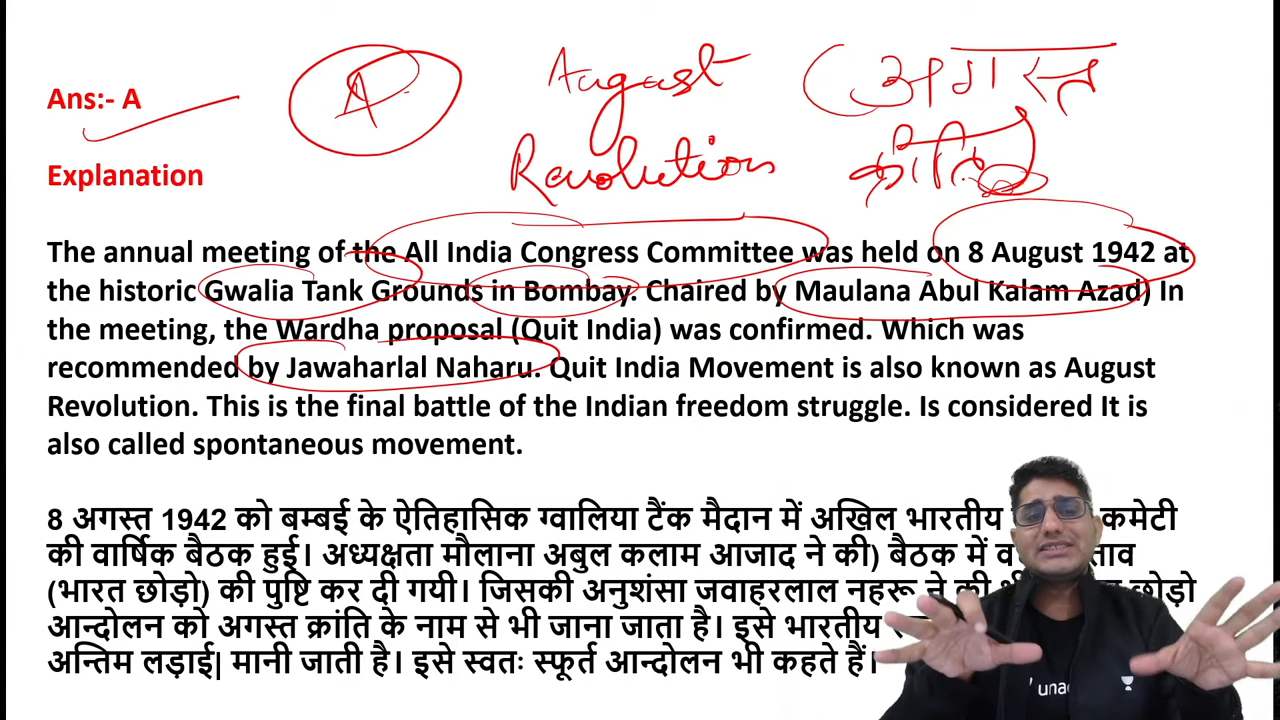 Ans:- A
A
August
Revolution
अगस्त
क्रांति
Explanation
The annual meeting of the All India Congress Committee was held on 8 August 1942 at
the historic Gwalia Tank Grounds in Bombay. Chaired by Maulana Abul Kalam Azad) In
the meeting, the Wardha proposal (Quit India) was confirmed. Which was
recommended by Jawaharlal Naharu. Quit India Movement is also known as August
Revolution. This is the final battle of the Indian freedom struggle. Is considered It is
also called spontaneous movement.
8 अगस्त 1942 को बम्बई के ऐतिहासिक ग्वालिया टैंक मैदान में अखिल भारतीय कमेटी
की वार्षिक बैठक हुई। अध्यक्षता मौलाना अबुल कलाम आजाद ने की) बैठक में
(भारत छोड़ो) की पुष्टि कर दी गयी। जिसकी अनुशंसा जवाहरलाल नहरू ने की छोड़ो
आन्दोलन को अगस्त क्रांति के नाम से भी जाना जाता है। इसे भारतीय
अन्तिम लड़ाई| मानी जाती है। इसे स्वतः स्फूर्त आन्दोलन भी कहते हैं।